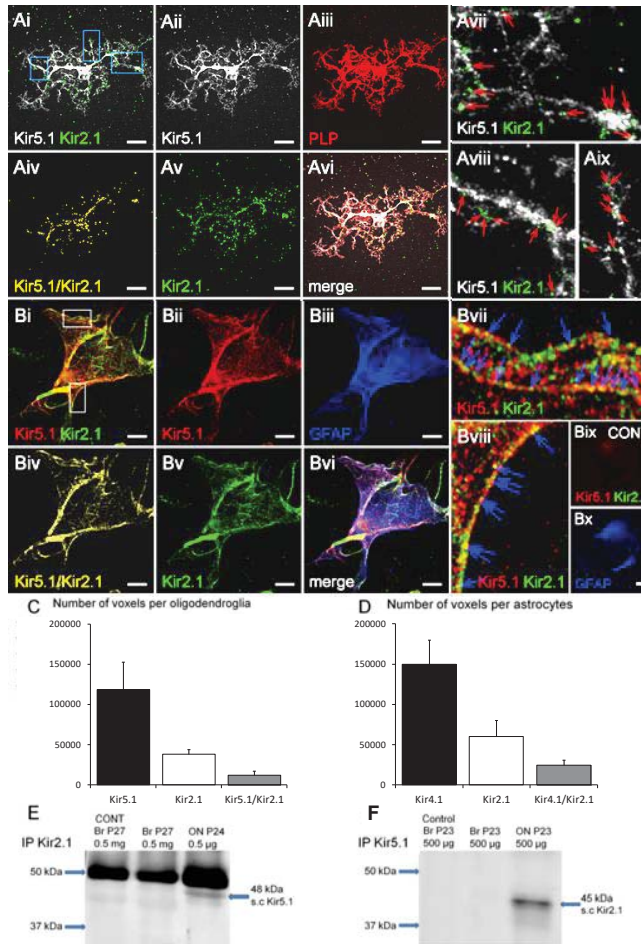 Ai
Aii
Aiii
Avii
Kir5.1 Kir2.1
Kir5.1
PLP
Kir5.1 Kir2.1
Aiv
Av
Avi
Aviii
Aix
Kir5.1/Kir2.1
Kir2.1
merge
Kir5.1 Kir2.1
Bi
Bii
Biii
Bvii
Kir5.1 Kir2.1
Kir5.1
GFAP
Kir5.1 Kir2.1
Biv
Bv
Bvi
Bviii
Bix CON
Kir5.1 Kir2.
Bx
Kir5.1/Kir2.1
Kir2.1
merge
Kir5.1 Kir2.1
GFAP
C Number of voxels per oligodendroglia
200000
150000
100000
50000
0
Kir5.1 Kir2.1 Kir5.1/Kir2.1
D Number of voxels per astrocytes
200000
150000
100000
50000
0
Kir4.1 Kir2.1 Kir4.1/Kir2.1
E
CONT
Br P27 Br P27 ON P24
IP Kir2.1 0.5 mg 0.5 mg 0.5 µg
50 kDa
48 kDa
s.c Kir5.1
37 kDa
F
Control
Br P23 Br P23 ON P23
IP Kir5.1 500 µg 500 µg 500 µg
50 kDa
45 kDa
s.c Kir2.1
37 kDa